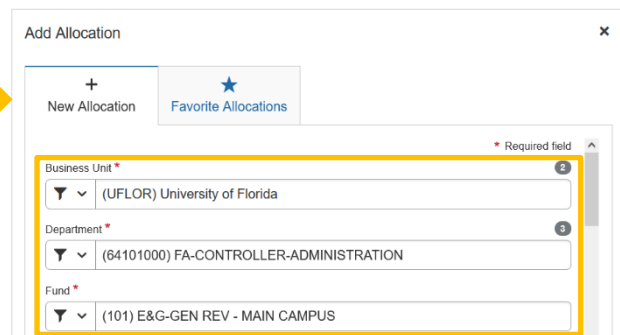 Add Allocation ×
+
New Allocation
★
Favorite Allocations
* Required field
Business Unit * 2
(UFLOR) University of Florida
Department * 3
(64101000) FA-CONTROLLER-ADMINISTRATION
Fund *
(101) E&G-GEN REV - MAIN CAMPUS